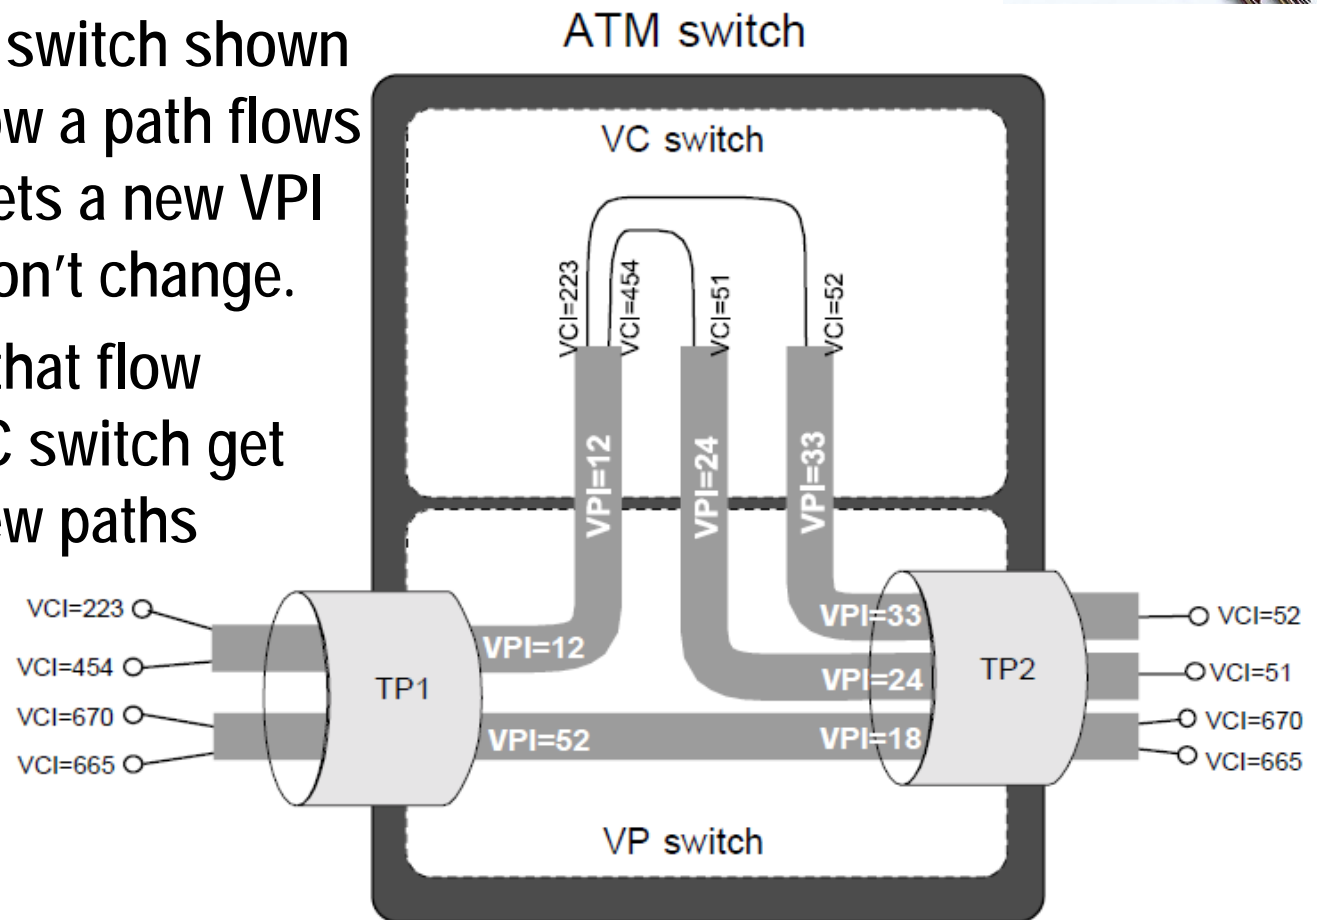 switch shown
ow a path flows
ets a new VPI
on't change.
that flow
C switch get
ew paths
ATM switch
VC switch
VCI=223
VCI=454
VCI=51
VCI=52
VPI=12
VPI=24
VPI=33
VCI=223
VCI=454
VCI=670
VCI=665
TP1
VPI=12
VPI=52
VPI=33
VPI=24
VPI=18
TP2
VCI=52
VCI=51
VCI=670
VCI=665
VP switch